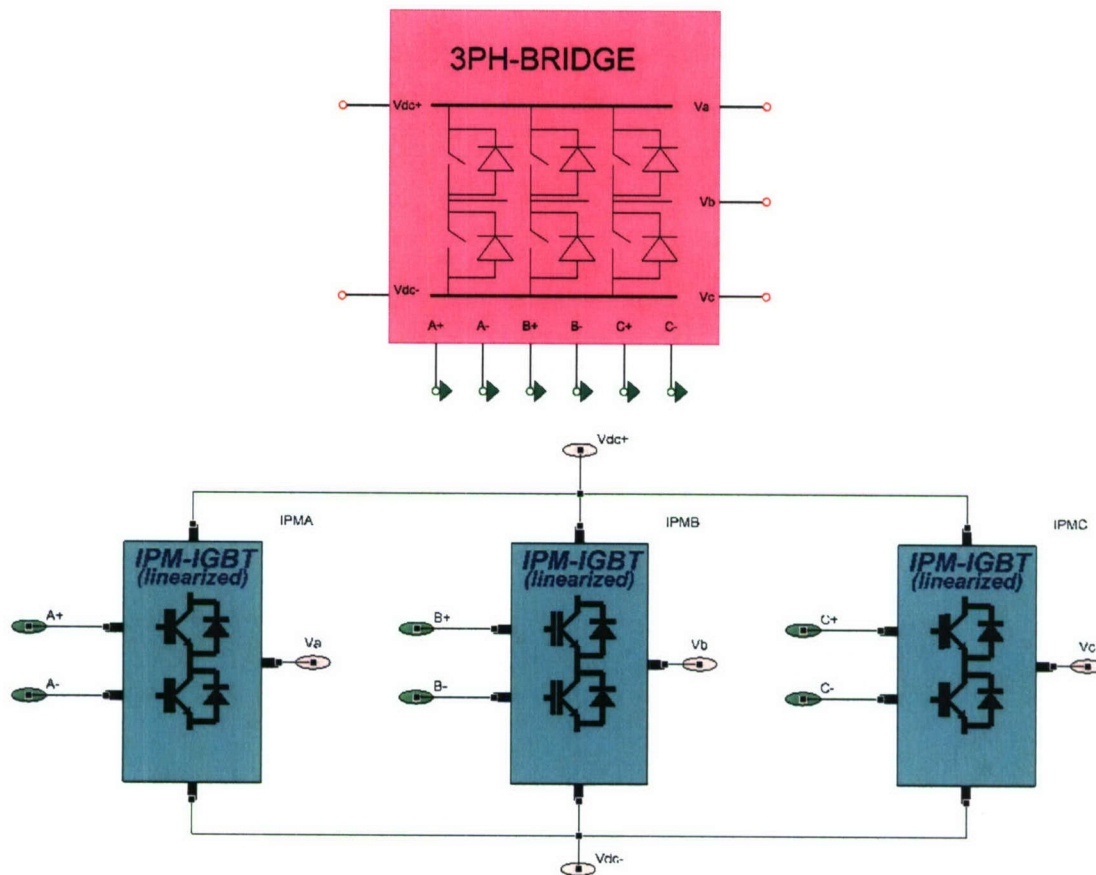 3PH-BRIDGE
Vdc+
Va
Vb
Vdc-
Vc
A+ A- B+ B- C+ C-
Vdc+
IPMA
IPMB
IPMC
IPM-IGBT
(linearized)
IPM-IGBT
(linearized)
IPM-IGBT
(linearized)
A+
B+
C+
Va
Vb
Vc
A-
B-
C-
Vdc-